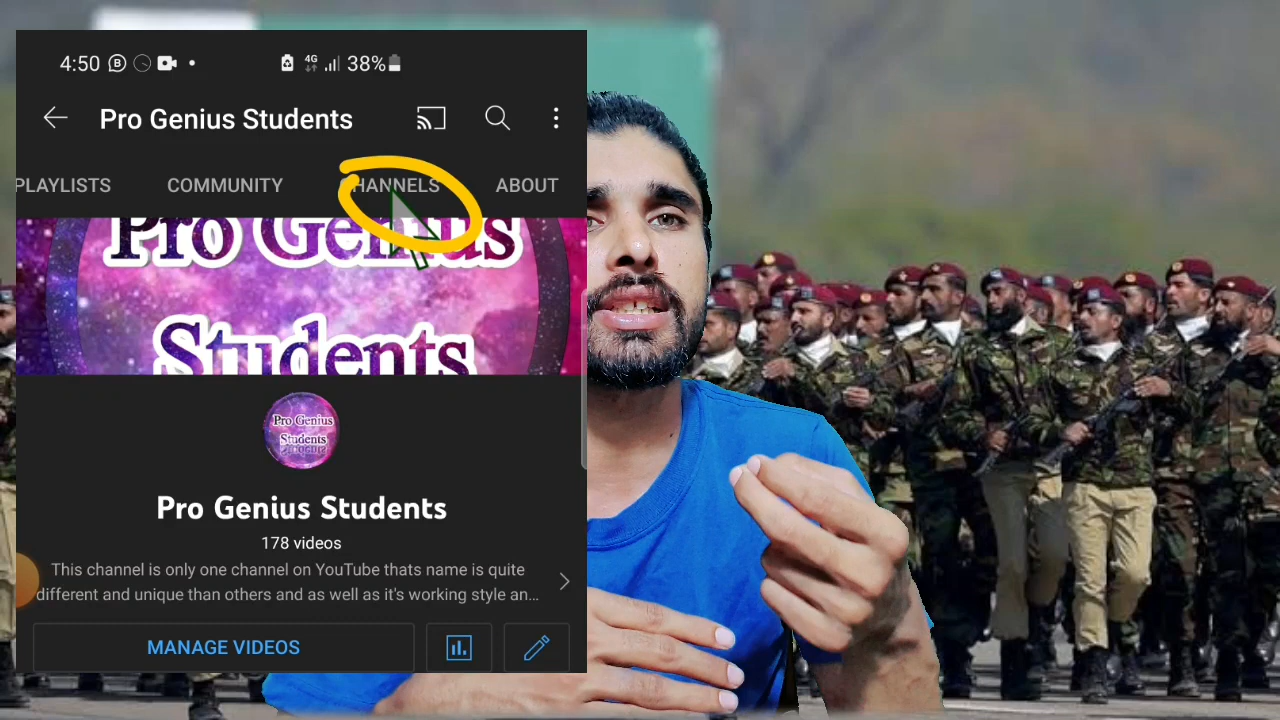 4:50 B 4G 38%
Pro Genius Students
PLAYLISTS COMMUNITY CHANNELS ABOUT
Pro Genius
Students
Pro Genius
Students
Pro Genius Students
178 videos
This channel is only one channel on YouTube thats name is quite
different and unique than others and as well as it's working style an...
MANAGE VIDEOS